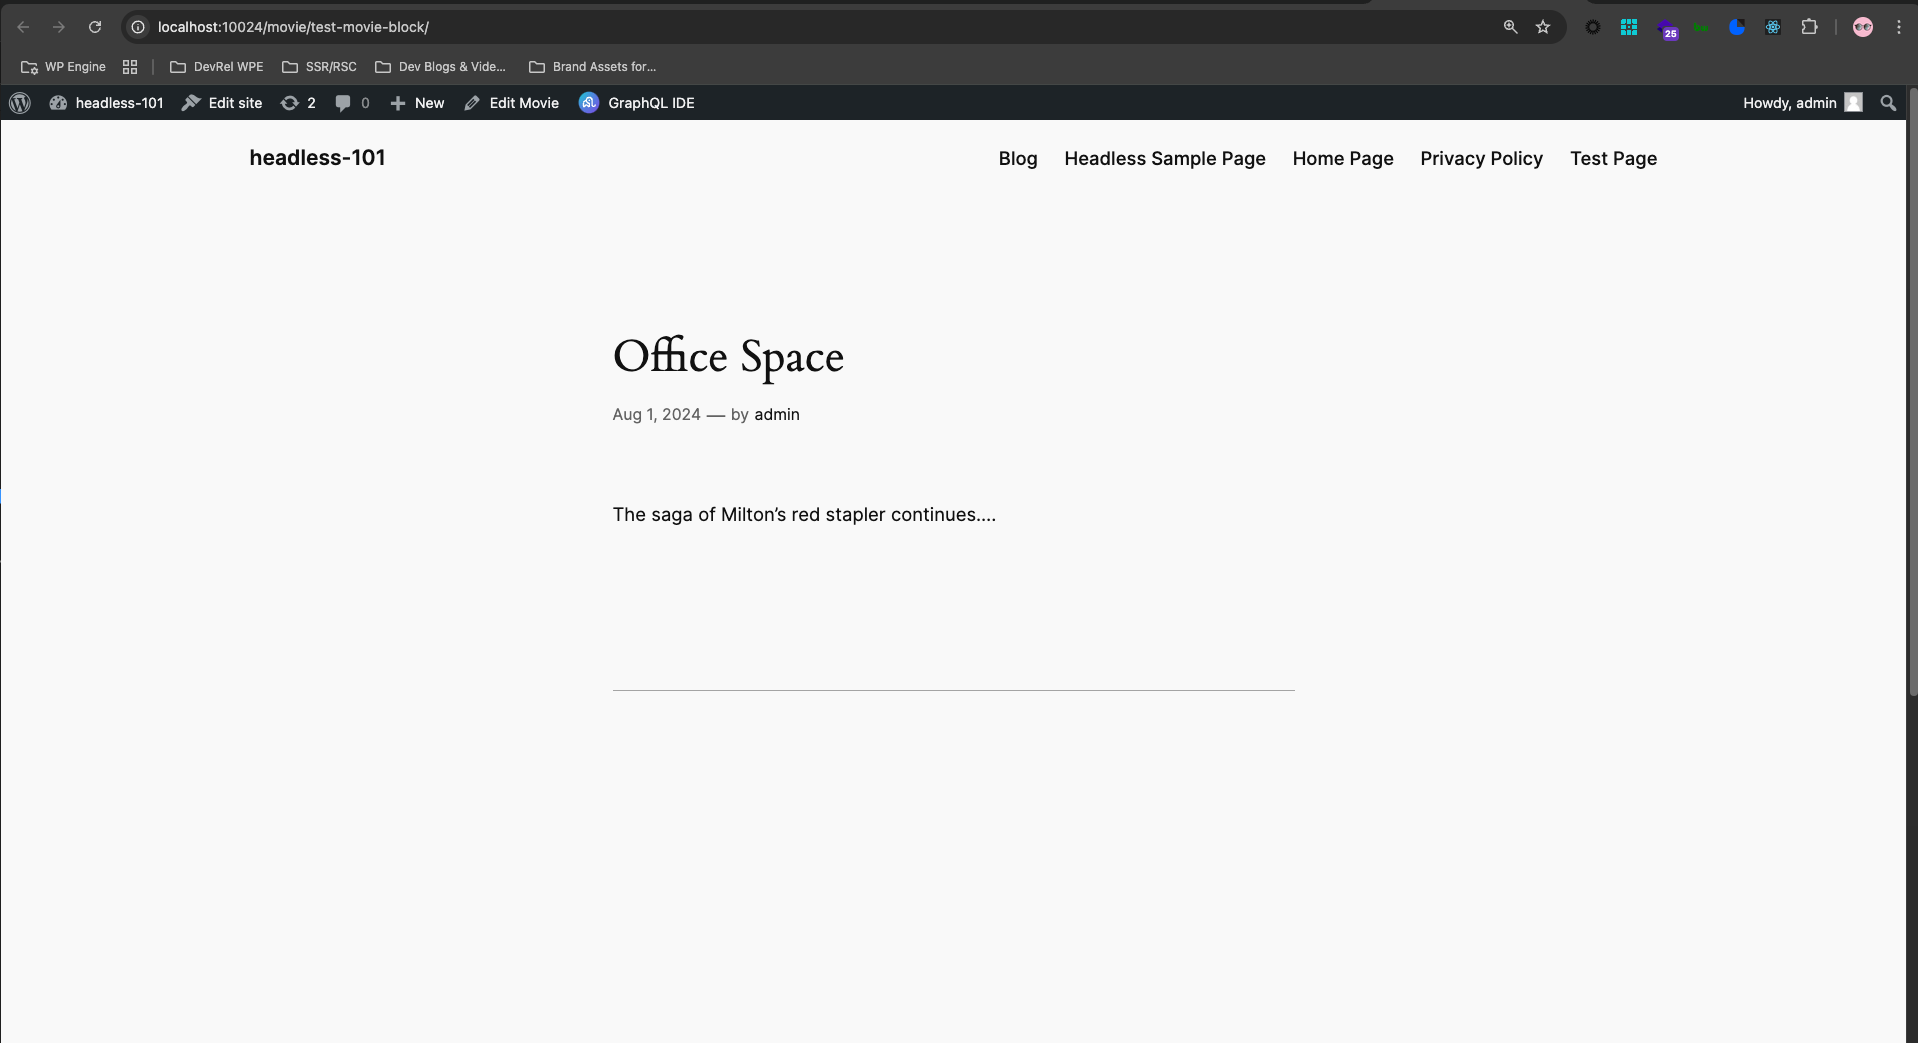 localhost:10024/movie/test-movie-block/
25
WP Engine
DevRel WPE
SSR/RSC
Dev Blogs & Vide...
Brand Assets for...
headless-101
Edit site
2
0
New
Edit Movie
GraphQL IDE
Howdy, admin
headless-101
Blog
Headless Sample Page
Home Page
Privacy Policy
Test Page
Office Space
Aug 1, 2024 — by admin
The saga of Milton’s red stapler continues….